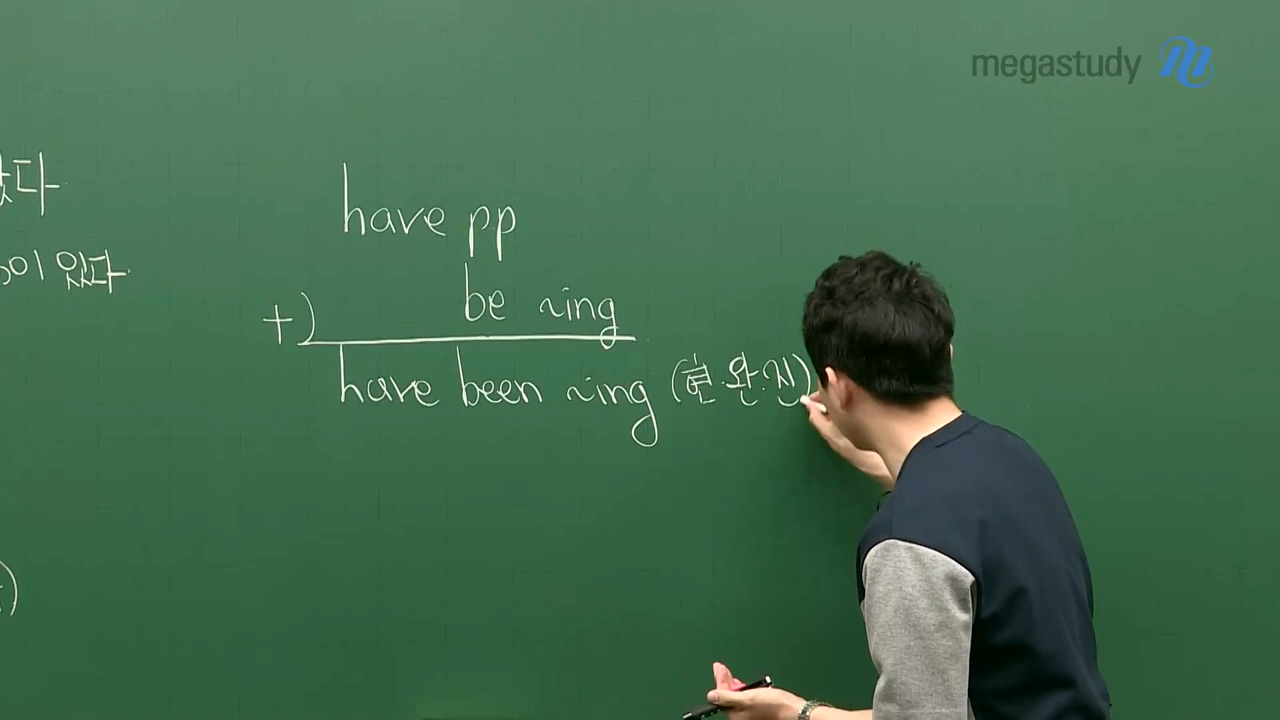 megastudy
have pp
be ~ing
+)
have been ~ing (현.완.진)